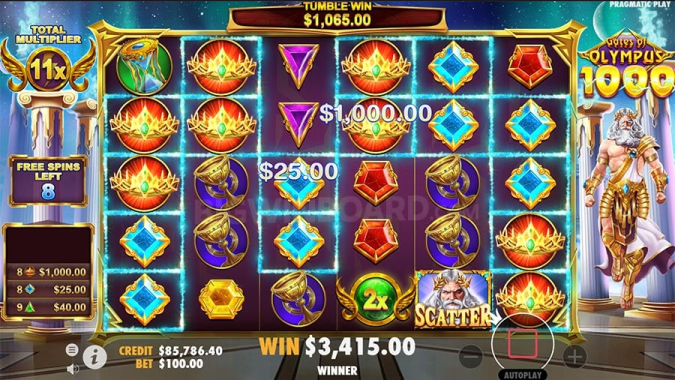 TUMBLE WIN
$1,065.00
PRAGMATIC PLAY
TOTAL
MULTIPLIER
11x
GATES OF
OLYMPUS
1000
$1,000.00
$25.00
FREE SPINS
LEFT
8
8 $1,000.00
8 $25.00
9 $40.00
2x
SCATTER
CREDIT $85,786.40
BET $100.00
WIN $3,415.00
WINNER
AUTOPLAY